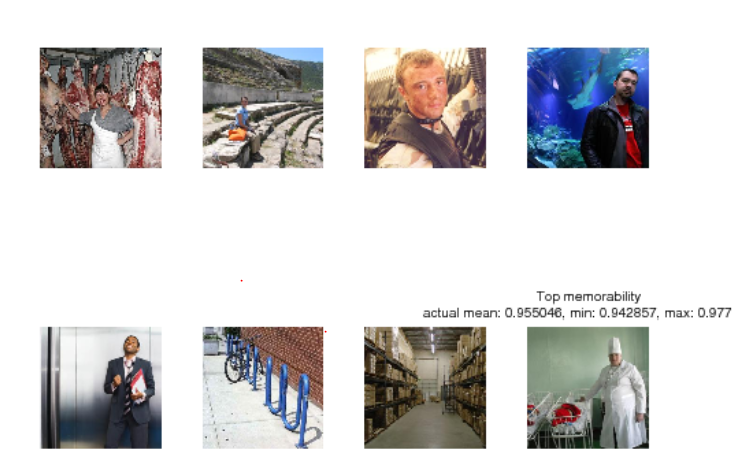 Top memorability
actual mean: 0.955046, min: 0.942857, max: 0.977